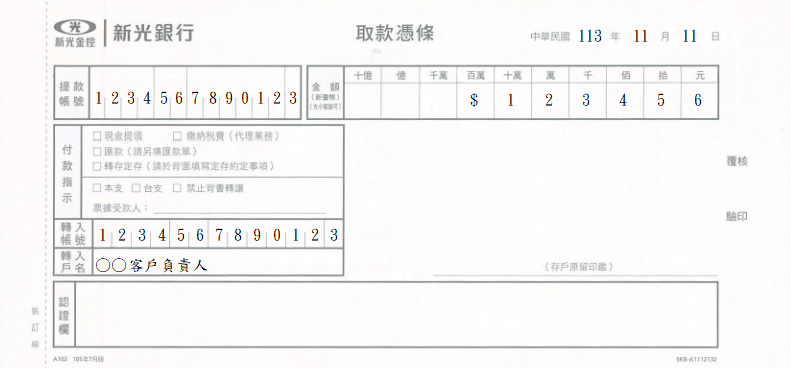 光 新光金控 新光銀行 取款憑條 中華民國 113 年 11 月 11 日
提款帳號 1 2 3 4 5 6 7 8 9 0 1 2 3
金額 (新臺幣) (大小寫皆可) 十億 億 千萬 百萬 十萬 萬 千 佰 拾 元
$ 1 2 3 4 5 6
付款指示
□ 現金提領 □ 繳納稅費 (代理業務)
□ 匯款 (請另填匯款單)
□ 轉存定存 (請於背面填寫定存約定事項)
□ 本支 □ 台支 □ 禁止背書轉讓
票據受款人：
轉入帳號 1 2 3 4 5 6 7 8 9 0 1 2 3
轉入戶名 ○○客戶負責人
覆核
驗印
(存戶原留印鑑)
認證欄
裝訂線
A102 105年7月版 SKB-A1112132